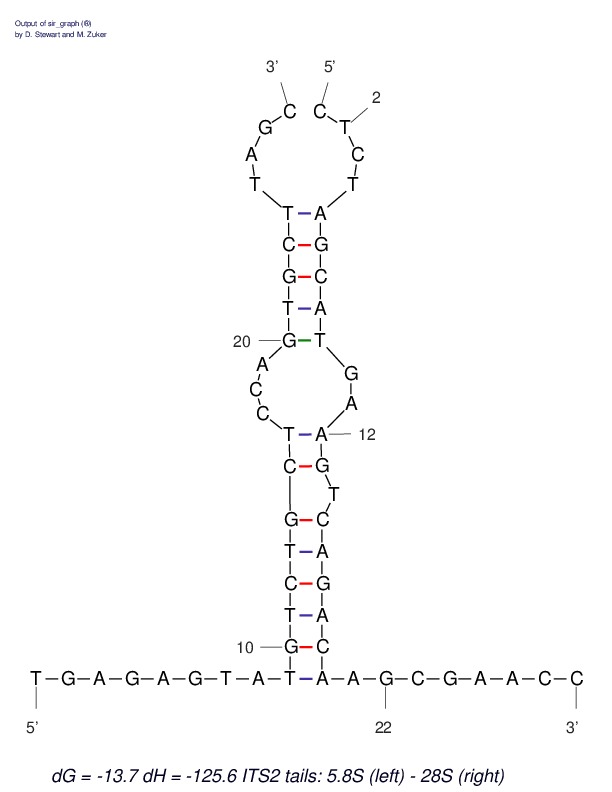 Output of sir_graph (®)
by D. Stewart and M. Zuker
3’ 5’
2
C C
G T
A C
T T
T A
C G
G C
T A
20 G T
A G
C A
C
T A 12
C G
T
G C
T A
C G
T A
10 G C
T G A G A G T A T A A G C G A A C C
5’ 22 3’
dG = -13.7 dH = -125.6 ITS2 tails: 5.8S (left) - 28S (right)